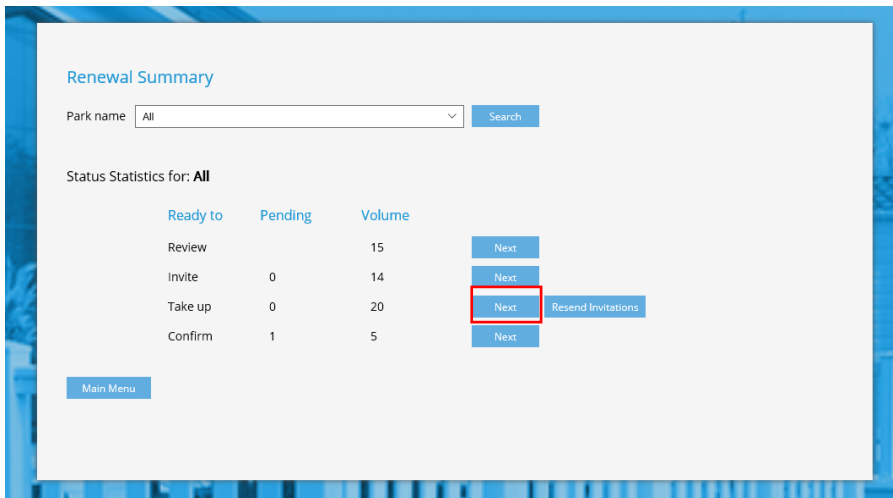 Renewal Summary
Park name All Search
Status Statistics for: All
Ready to Pending Volume
Review 15 Next
Invite 0 14 Next
Take up 0 20 Next Resend Invitations
Confirm 1 5 Next
Main Menu